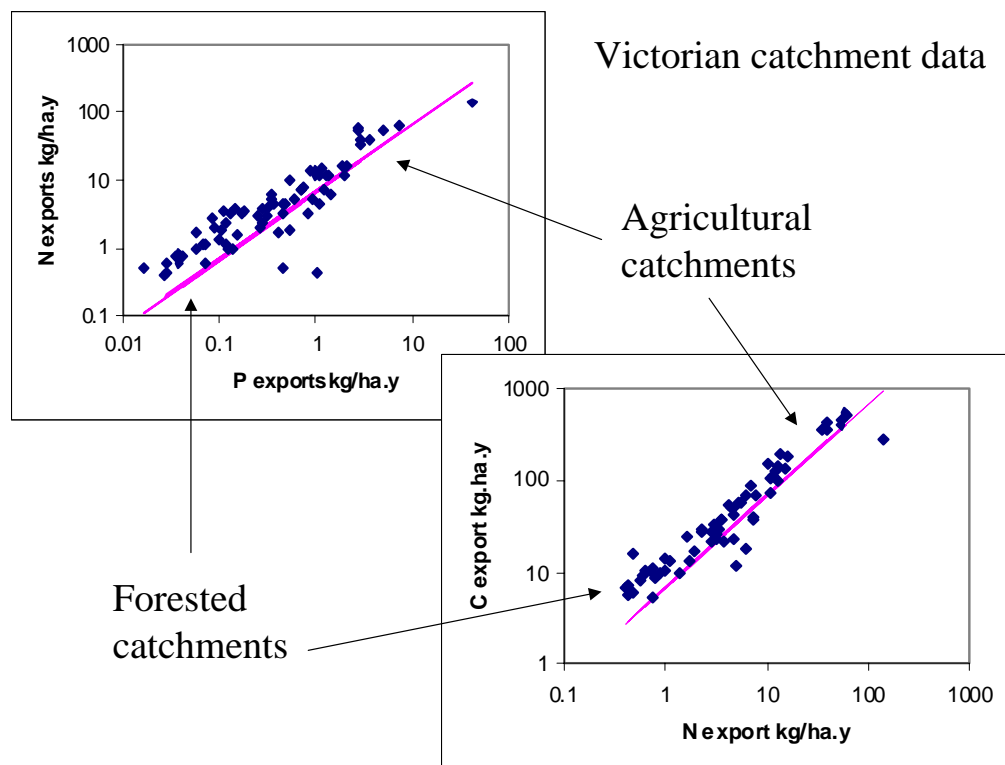 Victorian catchment data
1000
100
10
1
0.1
N exports kg/ha.y
0.01 0.1 1 10 100
P exports kg/ha.y
Agricultural
catchments
Forested
catchments
1000
100
10
1
C export kg.ha.y
0.1 1 10 100 1000
N export kg/ha.y